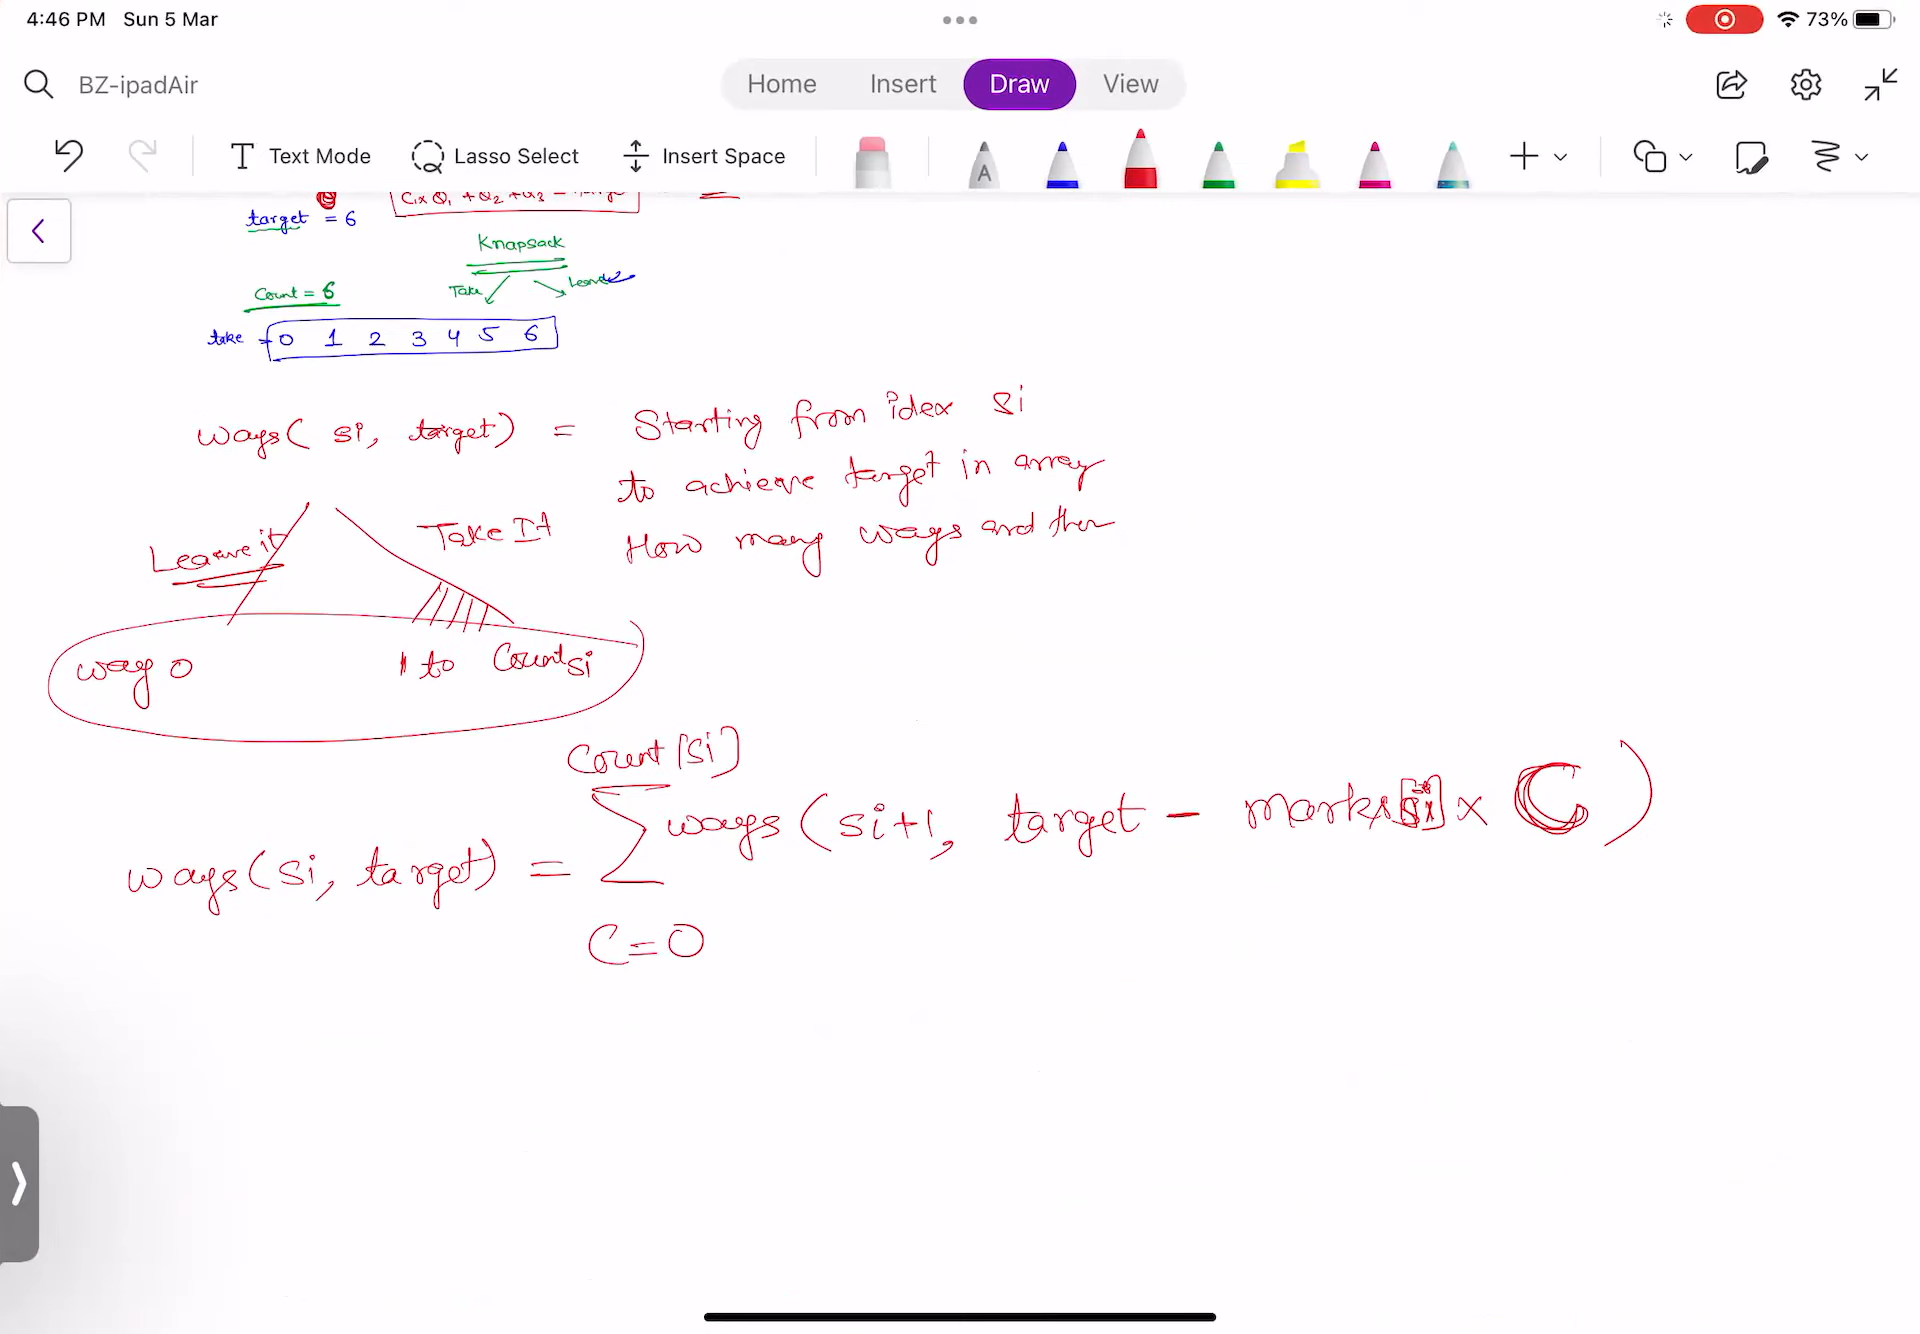 4:46 PM Sun 5 Mar
73%
BZ-ipadAir
Home Insert Draw View
Text Mode Lasso Select Insert Space
A
target = 6
Knapsack
Take
Count = 6
take = 0 1 2 3 4 5 6
ways( si, target) = Starting from idex si
to achieve target in array
How many ways and then
Leave it
Take It
way 0
1 to Count si
Count [si]
ways(si, target) = ∑ ways (si+1, target - marks[si] x C )
C=0